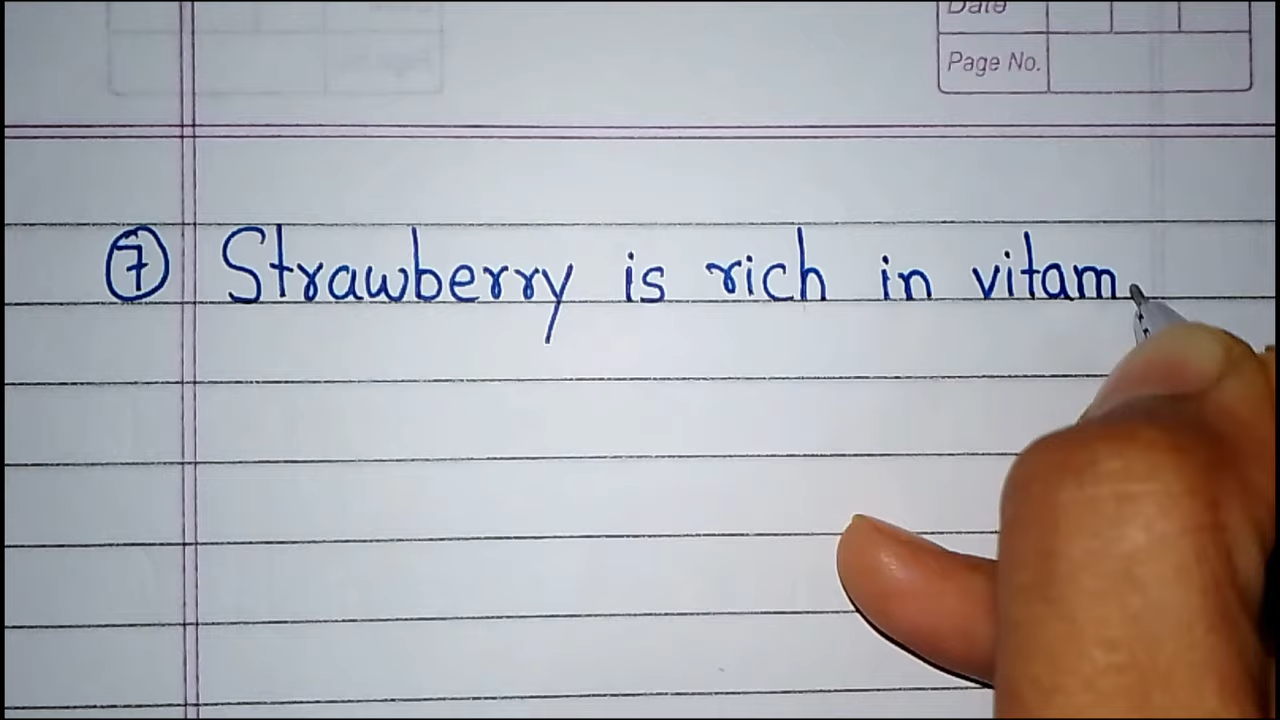 Date
Page No.
⑦ Strawberry is rich in vitam